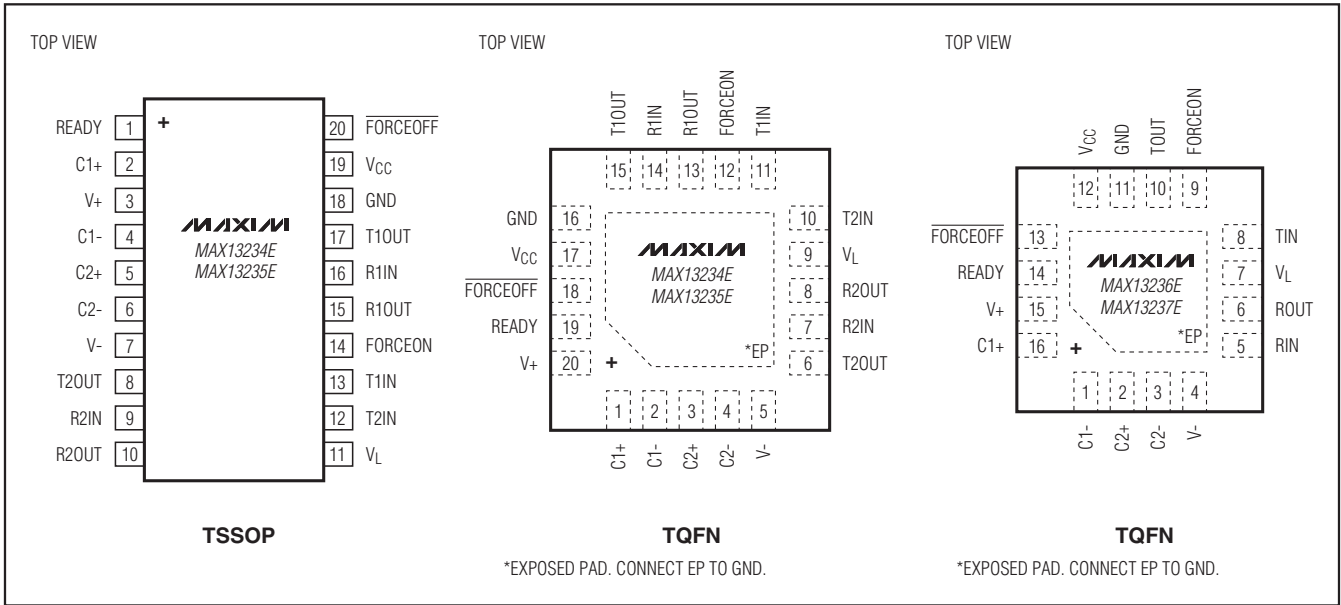 TOP VIEW
READY 1
C1+ 2
V+ 3
C1- 4
C2+ 5
C2- 6
V- 7
T2OUT 8
R2IN 9
R2OUT 10
+
MAXIM
MAX13234E
MAX13235E
20 FORCEOFF
19 VCC
18 GND
17 T1OUT
16 R1IN
15 R1OUT
14 FORCEON
13 T1IN
12 T2IN
11 VL
TSSOP
TOP VIEW
T1OUT R1IN R1OUT FORCEON T1IN
15 14 13 12 11
GND 16
VCC 17
FORCEOFF 18
READY 19
V+ 20
MAXIM
MAX13234E
MAX13235E
*EP
+
10 T2IN
9 VL
8 R2OUT
7 R2IN
6 T2OUT
1 2 3 4 5
C1+ C1- C2+ C2- V-
TQFN
*EXPOSED PAD. CONNECT EP TO GND.
TOP VIEW
VCC GND TOUT FORCEON
12 11 10 9
FORCEOFF 13
READY 14
V+ 15
C1+ 16
MAXIM
MAX13236E
MAX13237E
*EP
+
8 TIN
7 VL
6 ROUT
5 RIN
1 2 3 4
C1- C2+ C2- V-
TQFN
*EXPOSED PAD. CONNECT EP TO GND.